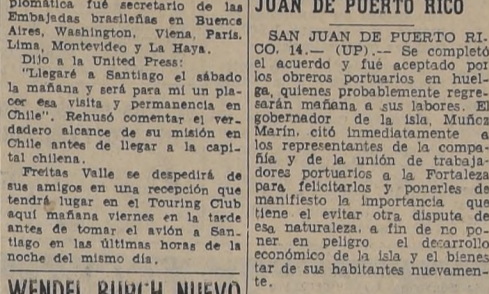 plomática fué secretario de las
Embajadas brasileñas en Buenos
Aires, Washington, Viena, París,
Lima, Montevideo y La Haya.
Dijo a la United Press:
"Llegaré a Santiago el sábado
la mañana y será para mí un pla-
cer esa visita y permanencia en
Chile". Rehusó comentar el ver-
dadero alcance de su misión en
Chile antes de llegar a la capi-
tal chilena.
Freitas Valle se despedirá de
sus amigos en una recepción que
tendrá lugar en el Touring Club
aquí mañana viernes en la tarde
antes de tomar el avión a San-
tiago en las últimas horas de la
noche del mismo día.
WENDEL BURCH NUEVO
JUAN DE PUERTO RICO
SAN JUAN DE PUERTO RI-
CO, 14.— (UP).— Se completó
el acuerdo y fué aceptado por
los obreros portuarios en huel-
ga, quienes probablemente regre-
sarán mañana a sus labores. El
gobernador de la isla, Muñoz
Marín, citó inmediatamente a
los representantes de la compa-
ñía y de la unión de trabaja-
dores portuarios a la Fortaleza
para felicitarlos y ponerles de
manifiesto la importancia que
tiene el evitar otra disputa de
esa naturaleza, a fin de no po-
ner en peligro el desarrollo
económico de la isla y el bienes
tar de sus habitantes nuevamen-
te.